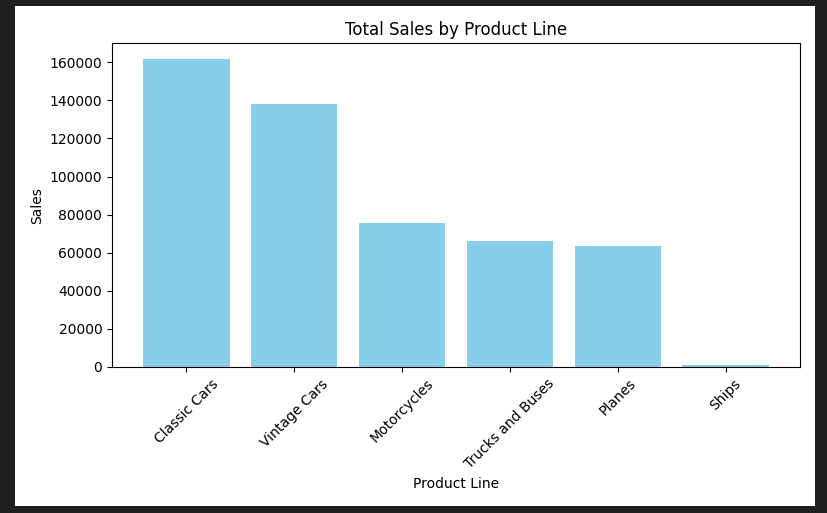 Total Sales by Product Line
160000
140000
120000
100000
80000
60000
40000
20000
0
Sales
Classic Cars
Vintage Cars
Motorcycles
Trucks and Buses
Planes
Ships
Product Line